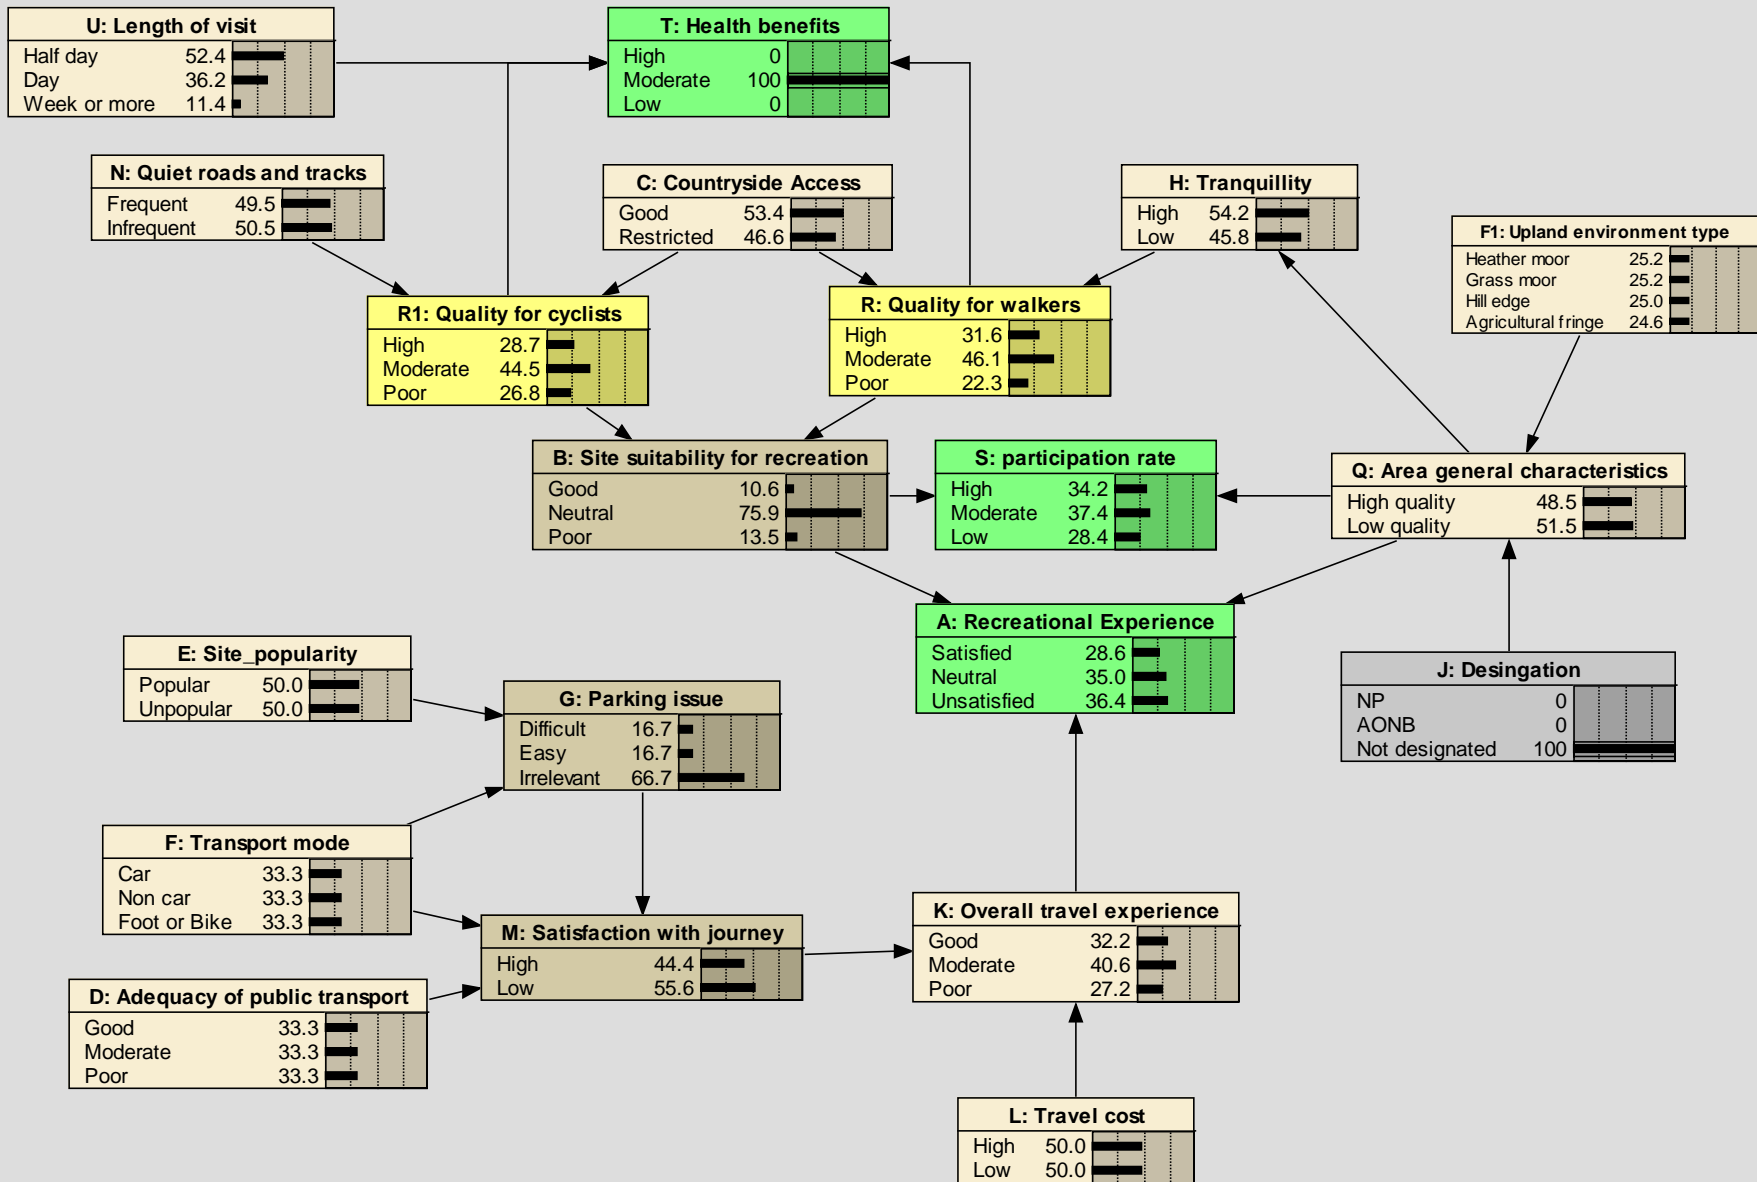 U: Length of visit
Half day 52.4
Day 36.2
Week or more 11.4
T: Health benefits
High 0
Moderate 100
Low 0
N: Quiet roads and tracks
Frequent 49.5
Infrequent 50.5
C: Countryside Access
Good 53.4
Restricted 46.6
H: Tranquillity
High 54.2
Low 45.8
F1: Upland environment type
Heather moor 25.2
Grass moor 25.2
Hill edge 25.0
Agricultural fringe 24.6
R1: Quality for cyclists
High 28.7
Moderate 44.5
Poor 26.8
R: Quality for walkers
High 31.6
Moderate 46.1
Poor 22.3
B: Site suitability for recreation
Good 10.6
Neutral 75.9
Poor 13.5
S: participation rate
High 34.2
Moderate 37.4
Low 28.4
Q: Area general characteristics
High quality 48.5
Low quality 51.5
A: Recreational Experience
Satisfied 28.6
Neutral 35.0
Unsatisfied 36.4
E: Site_popularity
Popular 50.0
Unpopular 50.0
G: Parking issue
Difficult 16.7
Easy 16.7
Irrelevant 66.7
J: Desingation
NP 0
AONB 0
Not designated 100
F: Transport mode
Car 33.3
Non car 33.3
Foot or Bike 33.3
M: Satisfaction with journey
High 44.4
Low 55.6
K: Overall travel experience
Good 32.2
Moderate 40.6
Poor 27.2
D: Adequacy of public transport
Good 33.3
Moderate 33.3
Poor 33.3
L: Travel cost
High 50.0
Low 50.0